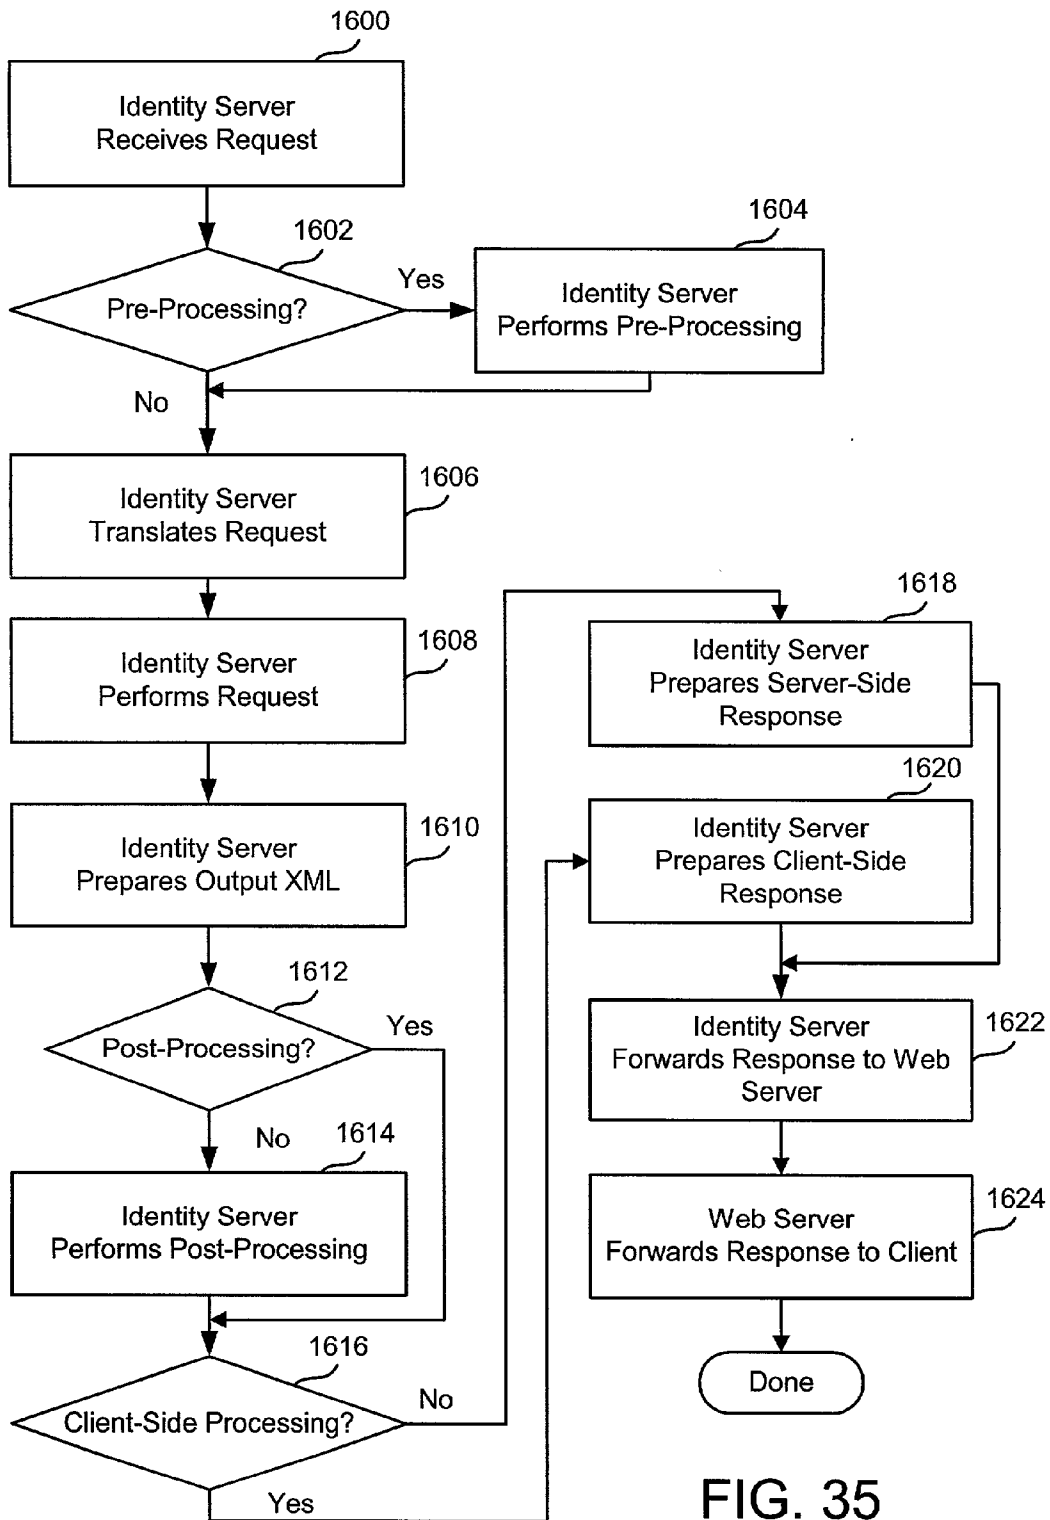 1600
Identity Server
Receives Request
1602
Pre-Processing?
Yes
No
1604
Identity Server
Performs Pre-Processing
1606
Identity Server
Translates Request
1608
Identity Server
Performs Request
1610
Identity Server
Prepares Output XML
1612
Post-Processing?
Yes
No
1614
Identity Server
Performs Post-Processing
1616
Client-Side Processing?
No
Yes
1618
Identity Server
Prepares Server-Side
Response
1620
Identity Server
Prepares Client-Side
Response
1622
Identity Server
Forwards Response to Web
Server
1624
Web Server
Forwards Response to Client
Done
FIG. 35